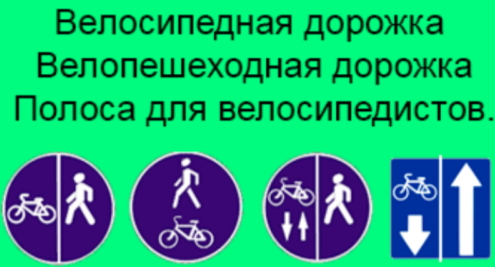 Велосипедная дорожка
Велопешеходная дорожка
Полоса для велосипедистов.